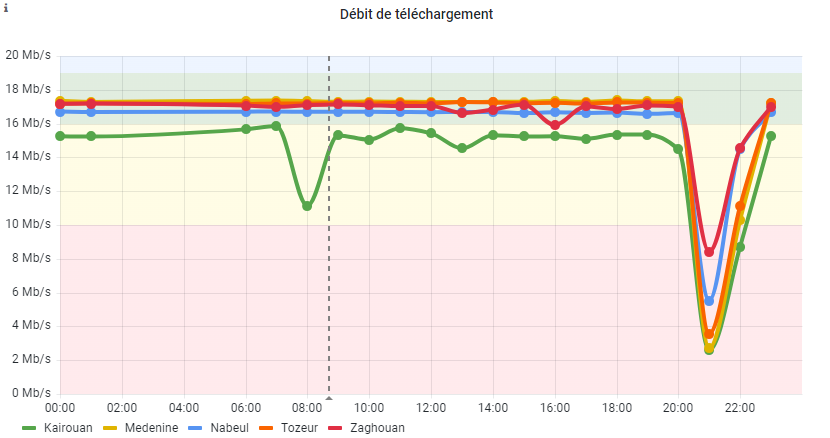 i
Débit de téléchargement
20 Mb/s
18 Mb/s
16 Mb/s
14 Mb/s
12 Mb/s
10 Mb/s
8 Mb/s
6 Mb/s
4 Mb/s
2 Mb/s
0 Mb/s
00:00 02:00 04:00 06:00 08:00 10:00 12:00 14:00 16:00 18:00 20:00 22:00
Kairouan Medenine Nabeul Tozeur Zaghouan